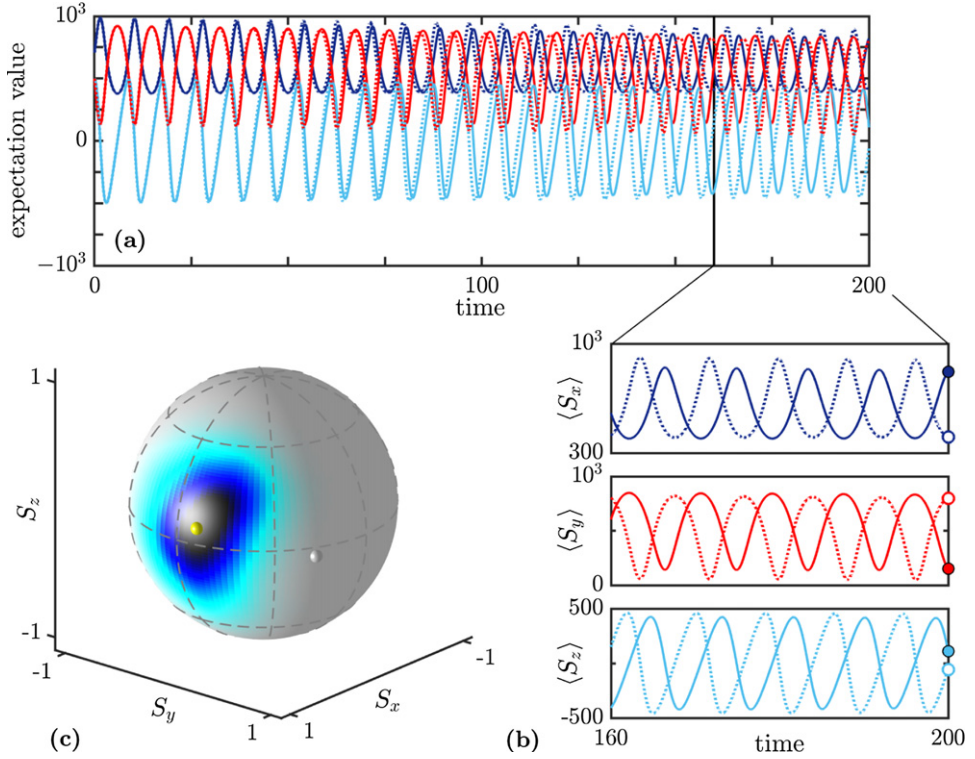 10³
expectation value
0
(a)
−10³
0
100
200
time
1
S_z
-1
-1
S_y
1
1
S_x
-1
(c)
10³
⟨S_x⟩
300
10³
⟨S_y⟩
0
500
⟨S_z⟩
-500
160
time
200
(b)